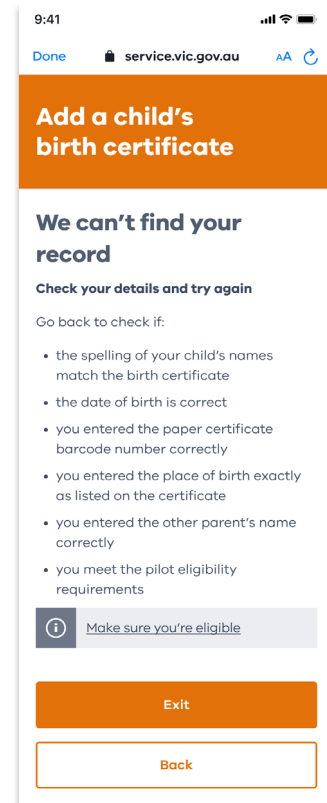 9:41
Done
service.vic.gov.au
AA
Add a child's
birth certificate
We can't find your
record
Check your details and try again
Go back to check if:
• the spelling of your child's names
match the birth certificate
• the date of birth is correct
• you entered the paper certificate
barcode number correctly
• you entered the place of birth exactly
as listed on the certificate
• you entered the other parent's name
correctly
• you meet the pilot eligibility
requirements
Make sure you're eligible
Exit
Back